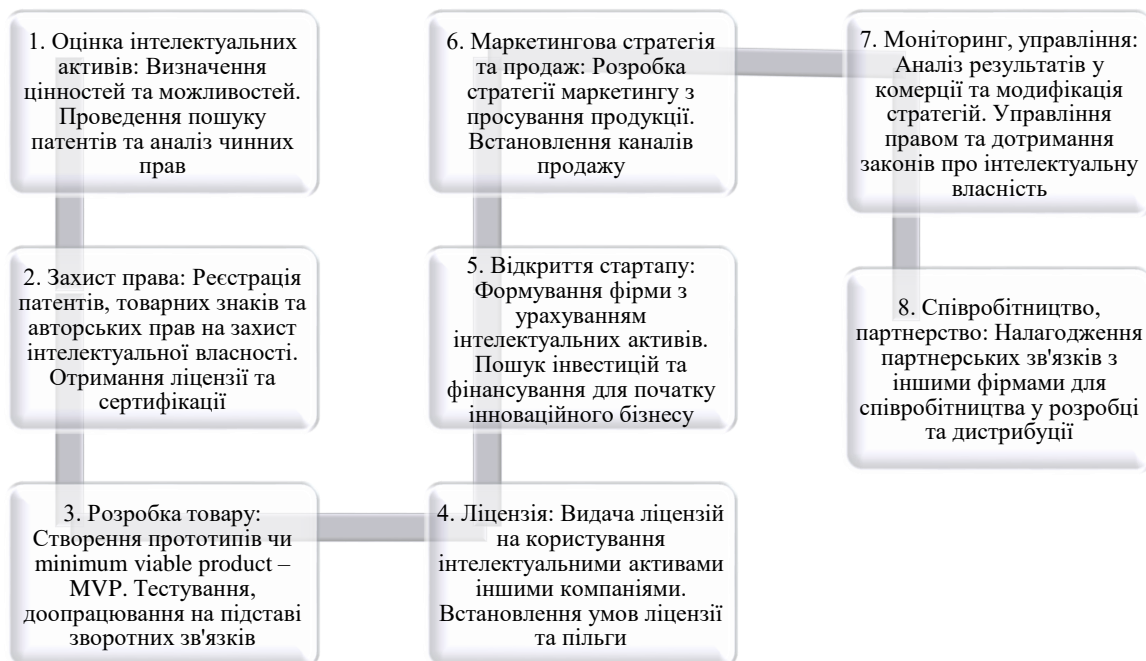 1. Оцінка інтелектуальних
активів: Визначення
цінностей та можливостей.
Проведення пошуку
патентів та аналіз чинних
прав
2. Захист права: Реєстрація
патентів, товарних знаків та
авторських прав на захист
інтелектуальної власності.
Отримання ліцензії та
сертифікації
3. Розробка товару:
Створення прототипів чи
minimum viable product –
MVP. Тестування,
доопрацювання на підставі
зворотних зв'язків
4. Ліцензія: Видача ліцензій
на користування
інтелектуальними активами
іншими компаніями.
Встановлення умов ліцензії
та пільги
5. Відкриття стартапу:
Формування фірми з
урахуванням
інтелектуальних активів.
Пошук інвестицій та
фінансування для початку
інноваційного бізнесу
6. Маркетингова стратегія
та продаж: Розробка
стратегії маркетингу з
просування продукції.
Встановлення каналів
продажу
7. Моніторинг, управління:
Аналіз результатів у
комерції та модифікація
стратегій. Управління
правом та дотримання
законів про інтелектуальну
власність
8. Співробітництво,
партнерство: Налагодження
партнерських зв'язків з
іншими фірмами для
співробітництва у розробці
та дистрибуції